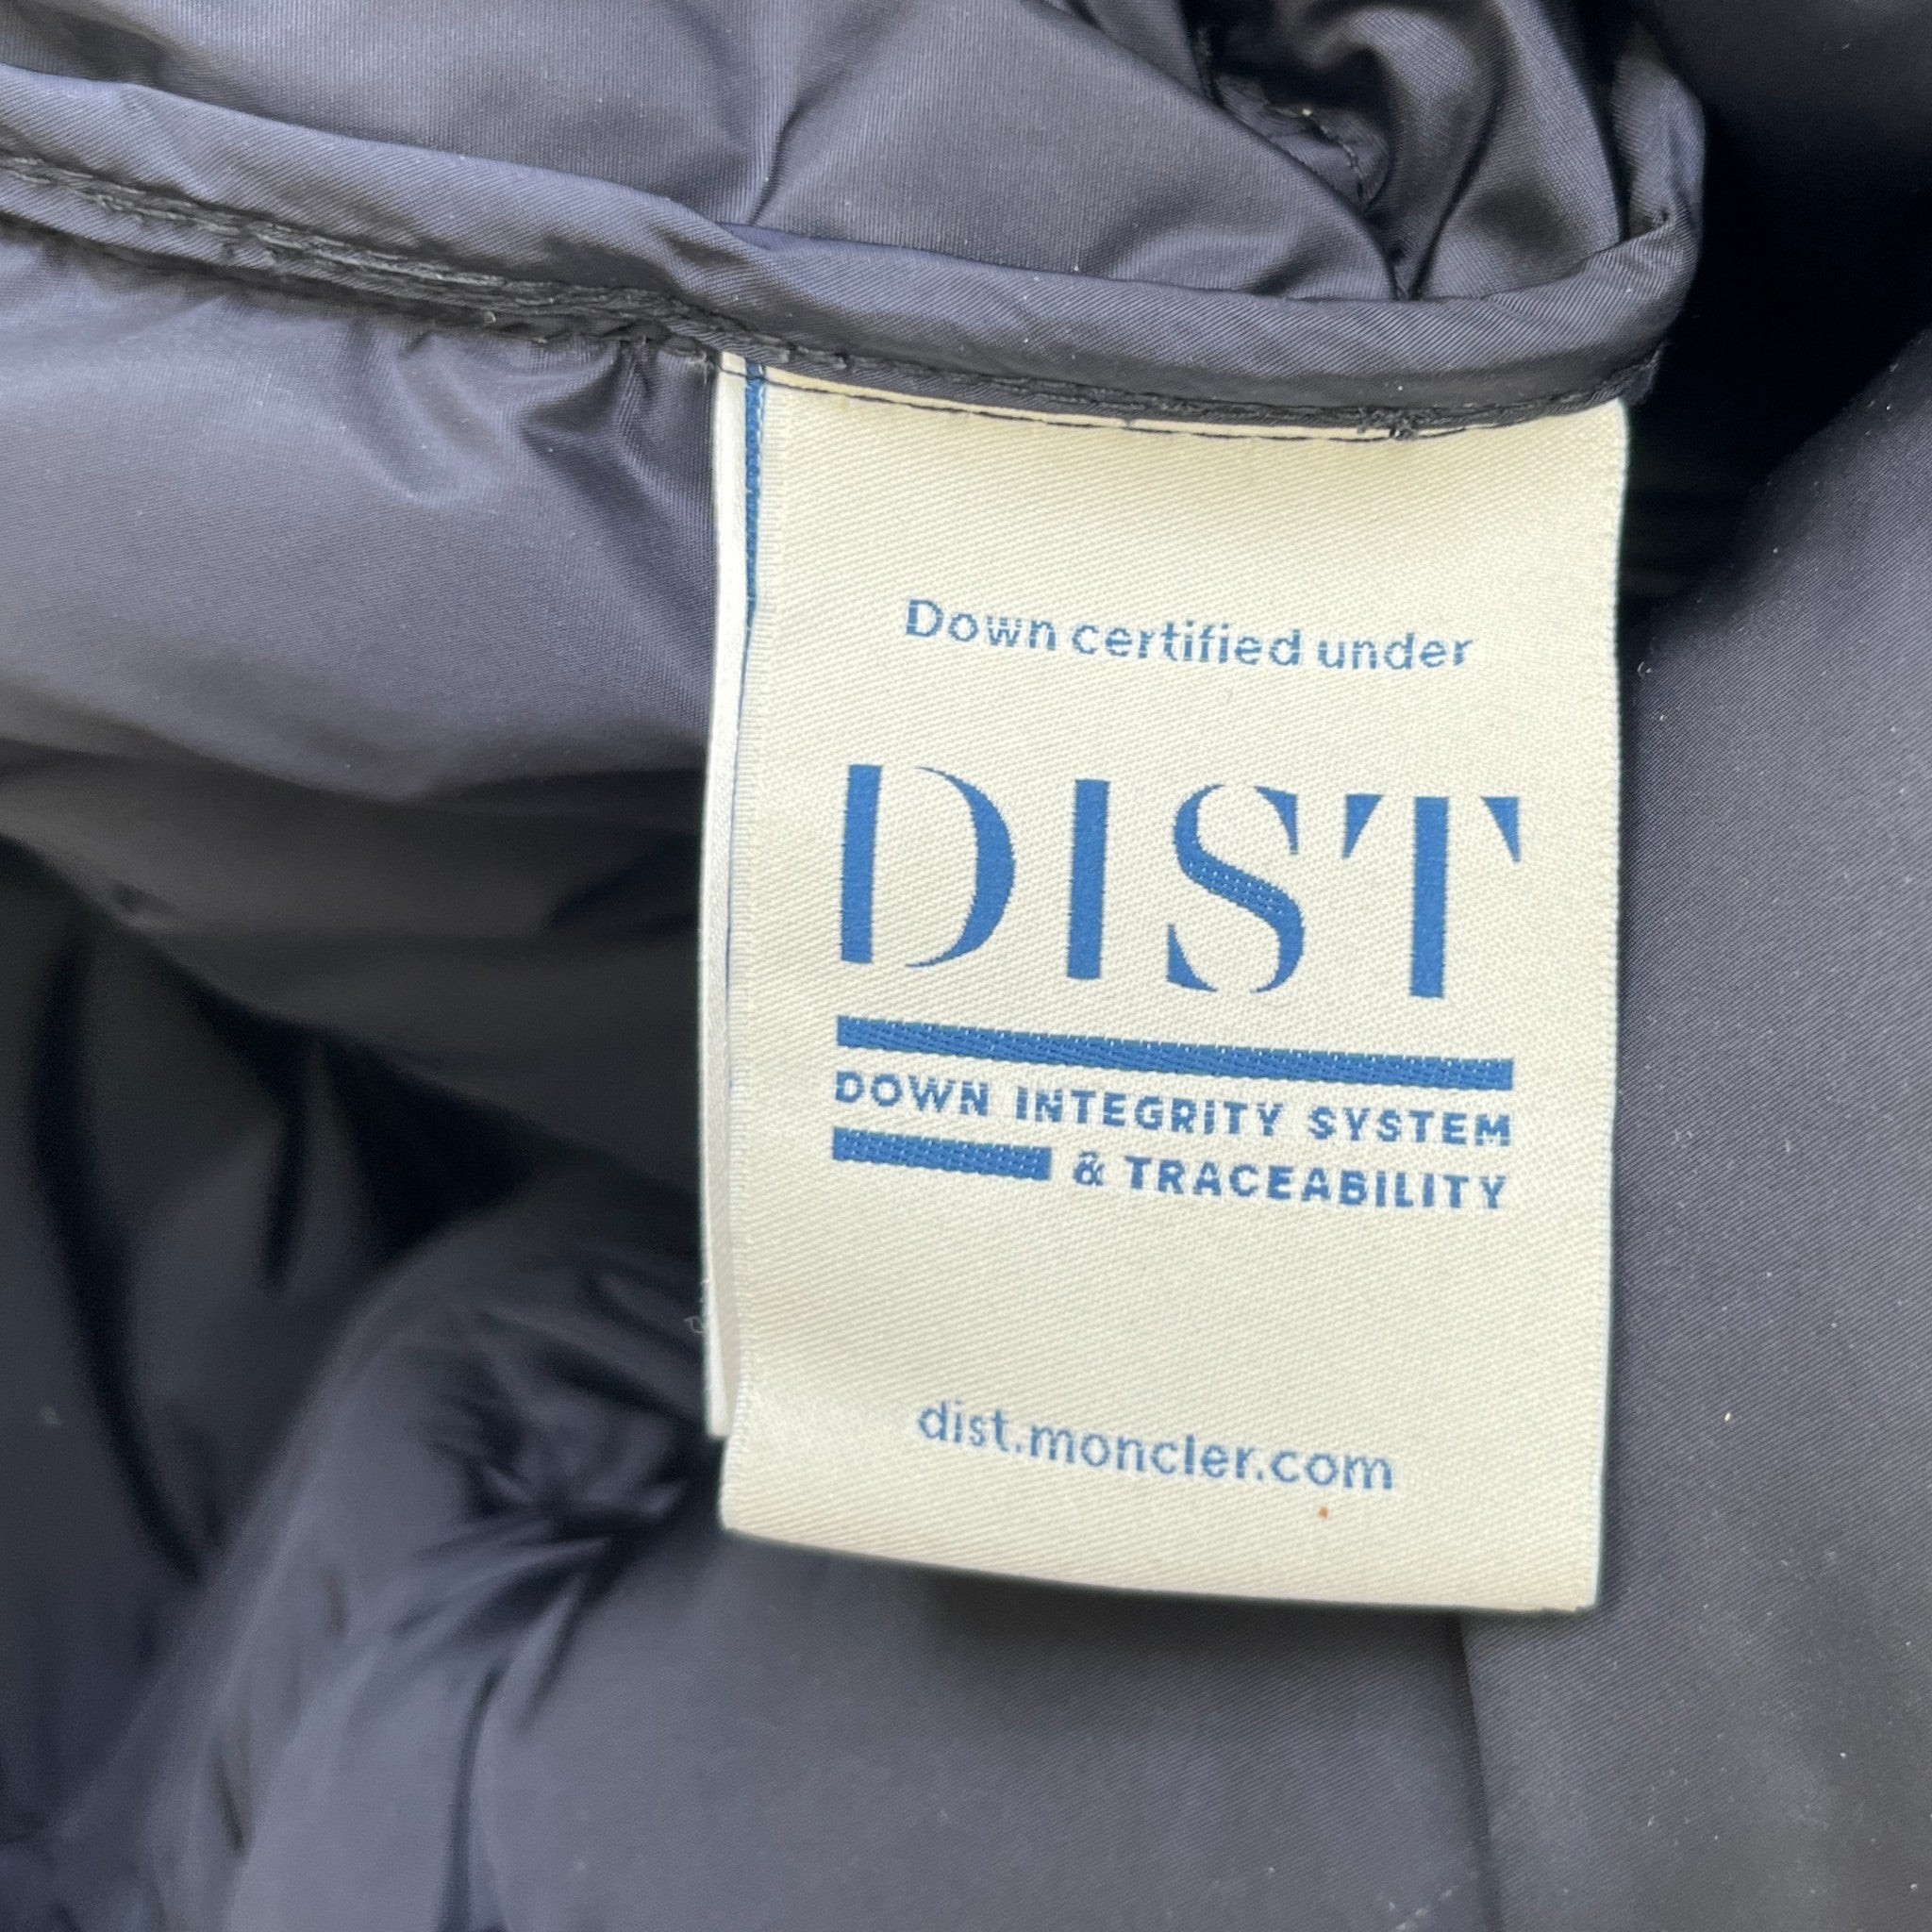 Down certified under
DIST
DOWN INTEGRITY SYSTEM
& TRACEABILITY
dist.moncler.com